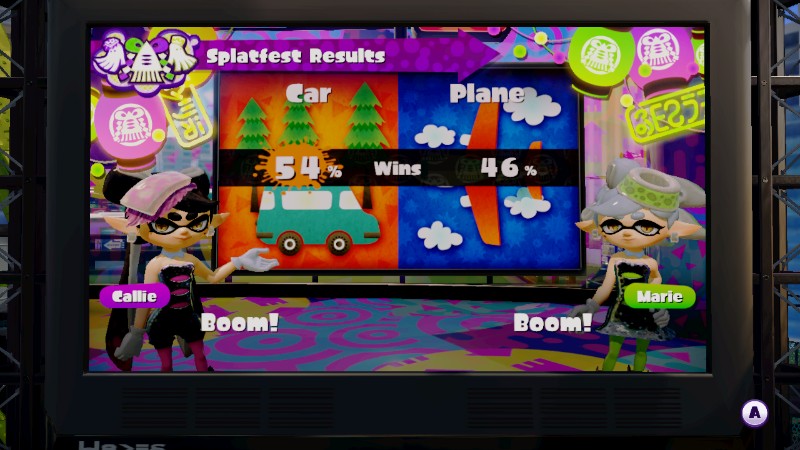 Splatfest Results
Car
Plane
54%
Wins
46%
Callie
Marie
Boom!
Boom!
A